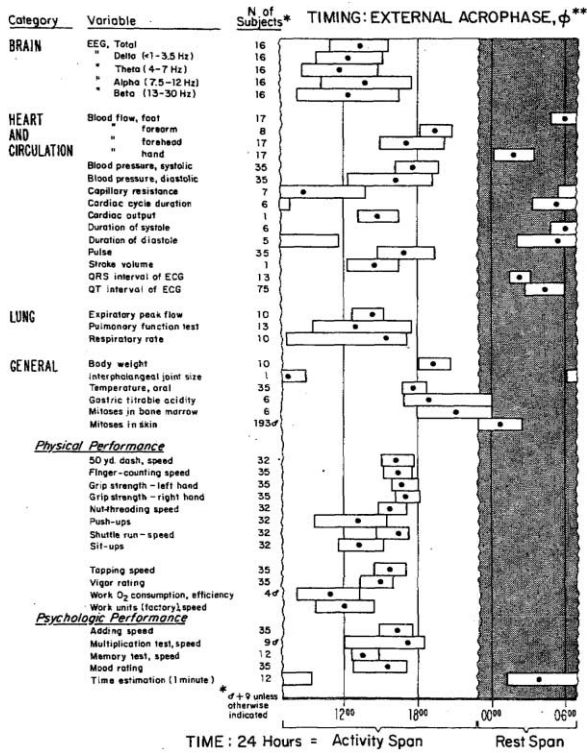 Category Variable N of Subjects* TIMING: EXTERNAL ACROPHASE, ϕ**
BRAIN EEG, Total 16
" Delta (<1-3.5 Hz) 16
" Theta (4-7 Hz) 16
" Alpha (7.5-12 Hz) 16
" Beta (13-30 Hz) 16
HEART AND CIRCULATION Blood flow, foot 17
" forearm 8
" forehead 17
" hand 17
Blood pressure, systolic 35
Blood pressure, diastolic 35
Capillary resistance 7
Cardiac cycle duration 6
Cardiac output 1
Duration of systole 6
Duration of diastole 5
Pulse 35
Stroke volume 1
QRS interval of ECG 13
QT interval of ECG 75
LUNG Expiratory peak flow 10
Pulmonary function test 13
Respiratory rate 10
GENERAL Body weight 10
Interphalangeal joint size 1
Temperature, oral 35
Gastric titrable acidity 6
Mitoses in bone marrow 6
Mitoses in skin 193♂
Physical Performance
50 yd. dash, speed 32
Finger-counting speed 35
Grip strength - left hand 35
Grip strength - right hand 35
Nut-threading speed 32
Push-ups 32
Shuttle run - speed 32
Sit-ups 32
Tapping speed 35
Vigor rating 35
Work O2 consumption, efficiency 4♂
Work units (factory), speed
Psychologic Performance
Adding speed 35
Multiplication test, speed 9♂
Memory test, speed 12
Mood rating 35
Time estimation (1 minute) 12
* ♂+♀ unless otherwise indicated
12⁰⁰ 18⁰⁰ 00⁰⁰ 06⁰⁰
TIME: 24 Hours = Activity Span Rest Span